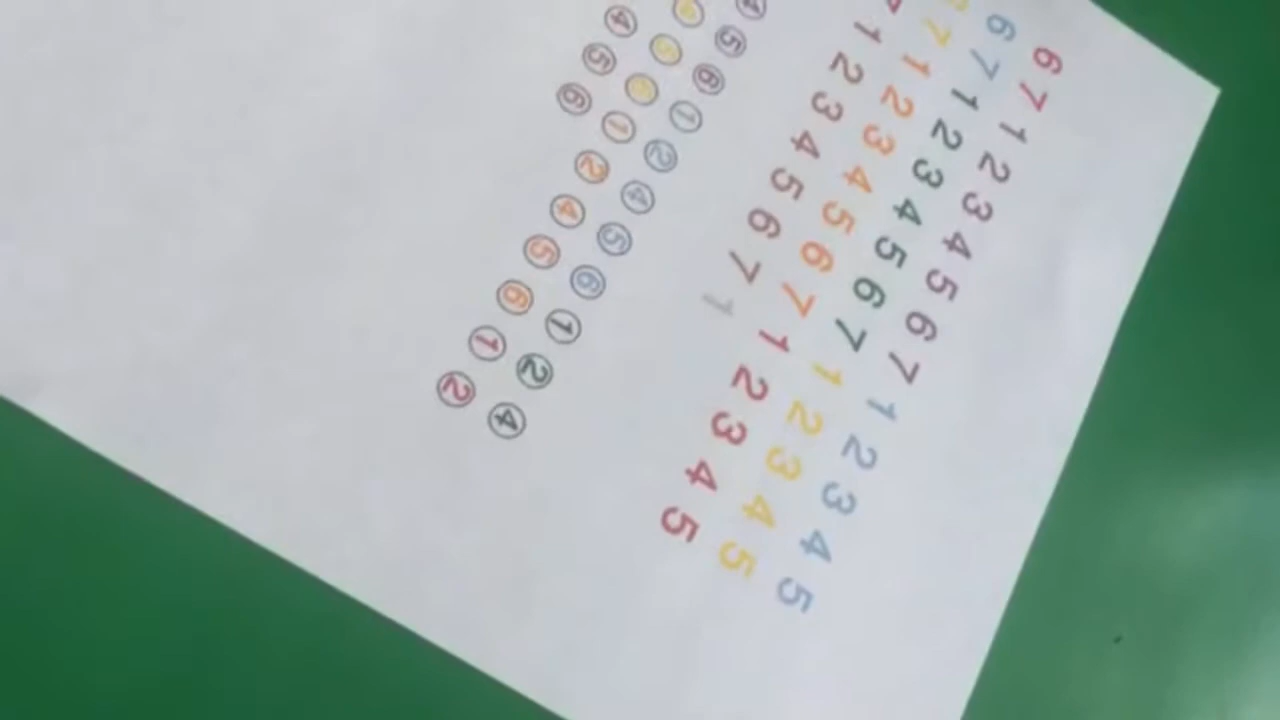 6 7 1 2 3 4 5 6 7 1 2 3 4 5
6 7 1 2 3 4 5 6 7 1 2 3 4 5
7 1 2 3 4 5 6 7 1 2 3 4 5
1 2 3 4 5 6 7 1
④ ⑤ ⑥ ① ② ④ ⑤ ⑥ ① ② ④
④ ⑤ ⑥ ① ② ④ ⑤ ⑥ ① ②
④ ⑤ ⑥